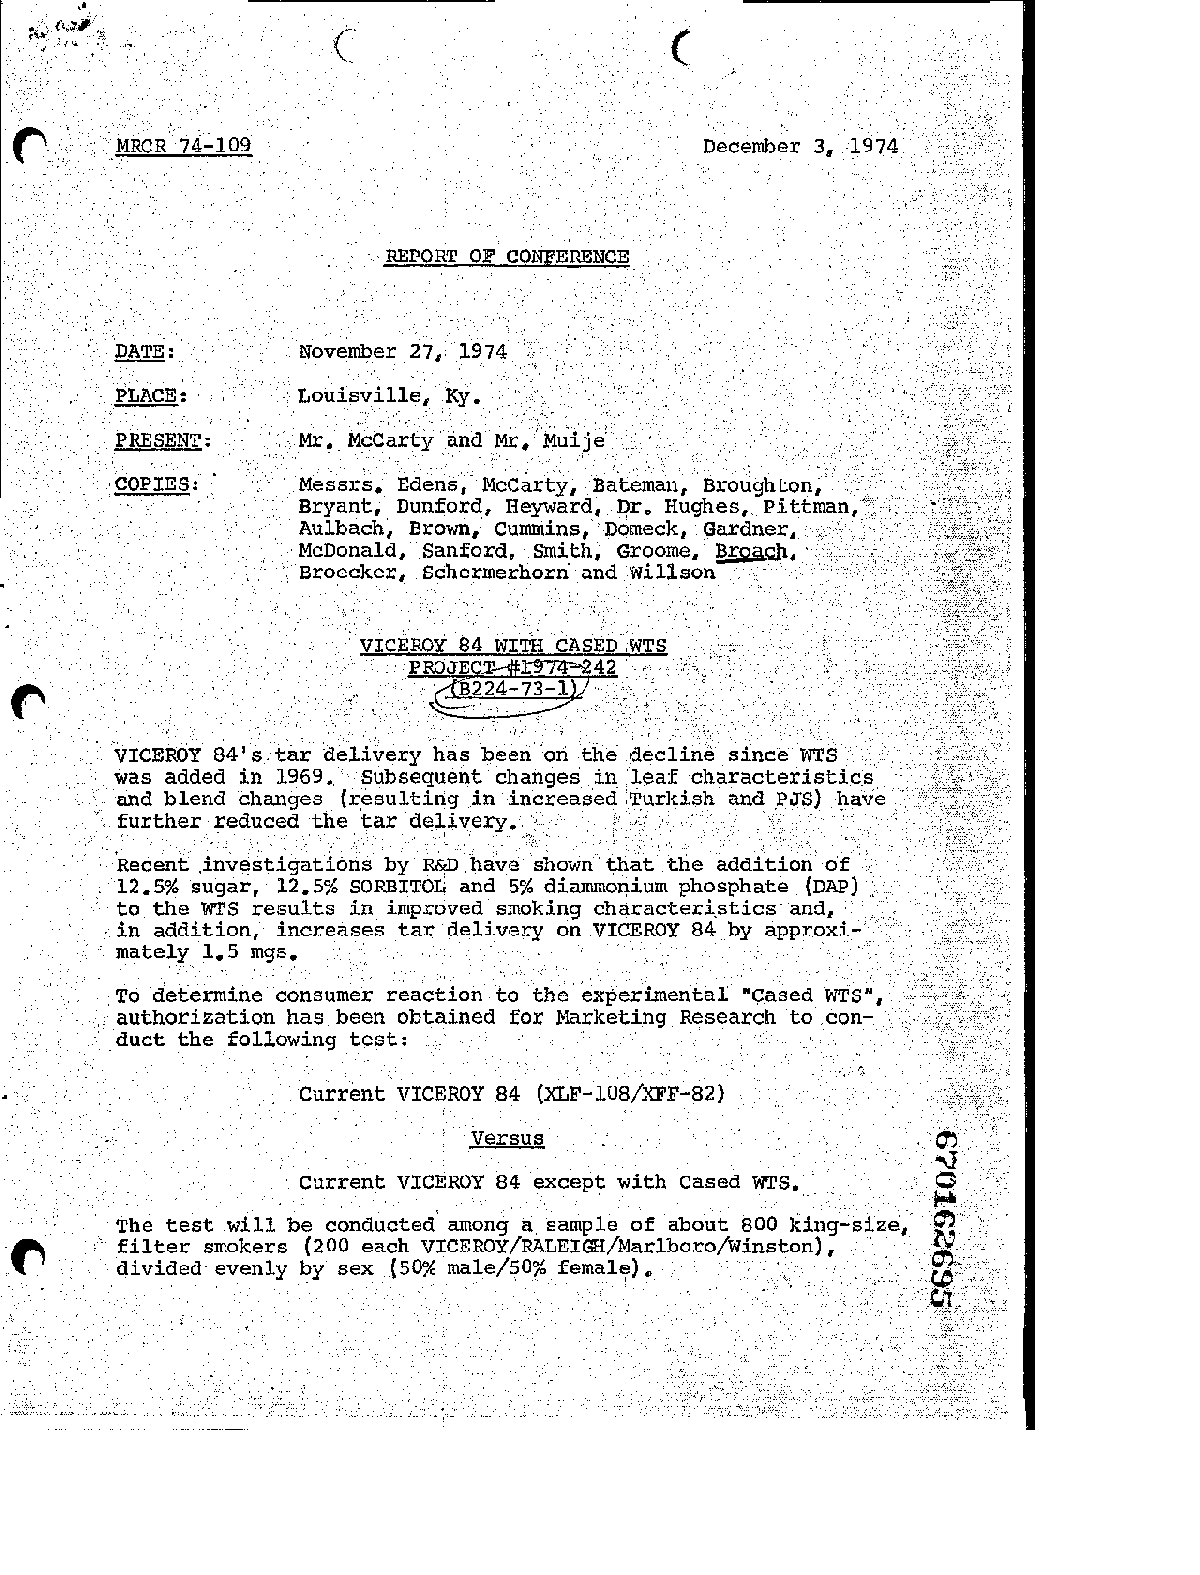 MRCR 74-109 December 3, 1974
REPORT OF CONFERENCE
DATE: November 27, 1974
PLACE: Louisville, Ky.
PRESENT: Mr. McCarty and Mr. Muije
COPIES: Messrs. Edens, McCarty, Bateman, Broughton,
Bryant, Dunford, Heyward, Dr. Hughes, Pittman,
Aulbach, Brown, Cummins, Domeck, Gardner,
McDonald, Sanford, Smith, Groome, Broach,
Broecker, Schermerhorn and Willson
VICEROY 84 WITH CASED WTS
PROJECT #1974-242
(B224-73-1)
VICEROY 84's tar delivery has been on the decline since WTS
was added in 1969. Subsequent changes in leaf characteristics
and blend changes (resulting in increased Turkish and PJS) have
further reduced the tar delivery.
Recent investigations by R&D have shown that the addition of
12.5% sugar, 12.5% SORBITOL and 5% diammonium phosphate (DAP)
to the WTS results in improved smoking characteristics and,
in addition, increases tar delivery on VICEROY 84 by approxi-
mately 1.5 mgs.
To determine consumer reaction to the experimental "Cased WTS",
authorization has been obtained for Marketing Research to con-
duct the following test:
Current VICEROY 84 (XLF-108/XFF-82)
Versus
Current VICEROY 84 except with Cased WTS.
The test will be conducted among a sample of about 800 king-size,
filter smokers (200 each VICEROY/RALEIGH/Marlboro/Winston),
divided evenly by sex (50% male/50% female).
670162695